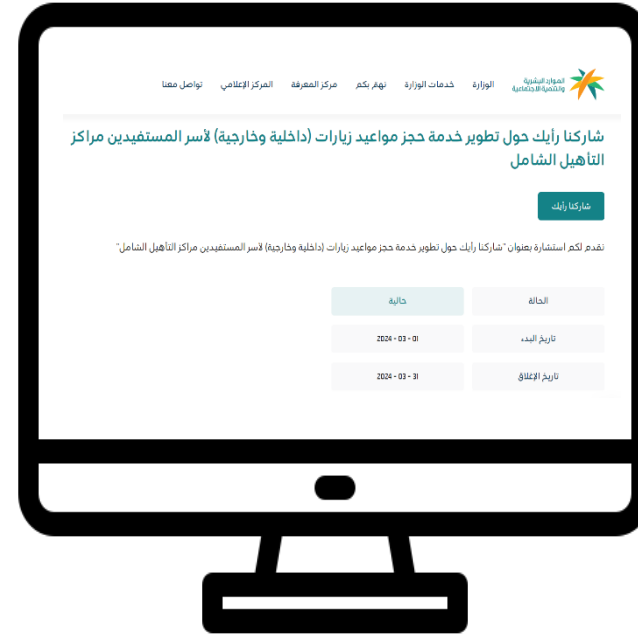 الموارد البشرية
والتنمية الاجتماعية
الوزارة خدمات الوزارة نهتم بكم مركز المعرفة المركز الإعلامي تواصل معنا
شاركنا رأيك حول تطوير خدمة حجز مواعيد زيارات (داخلية وخارجية) لأسر المستفيدين مراكز
التأهيل الشامل
شاركنا رأيك
نقدم لكم استشارة بعنوان "شاركنا رأيك حول تطوير خدمة حجز مواعيد زيارات (داخلية وخارجية) لأسر المستفيدين مراكز التأهيل الشامل"
الحالة حالية
تاريخ البدء 2024 - 03 - 01
تاريخ الإغلاق 2024 - 03 - 31